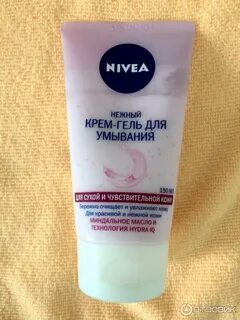 NIVEA
НЕЖНЫЙ
КРЕМ-ГЕЛЬ ДЛЯ
УМЫВАНИЯ
150 МЛ
ДЛЯ СУХОЙ И ЧУВСТВИТЕЛЬНОЙ КОЖИ
Бережно очищает и увлажняет кожу
Для красивой и нежной кожи
МИНДАЛЬНОЕ МАСЛО И
ТЕХНОЛОГИЯ HYDRA IQ